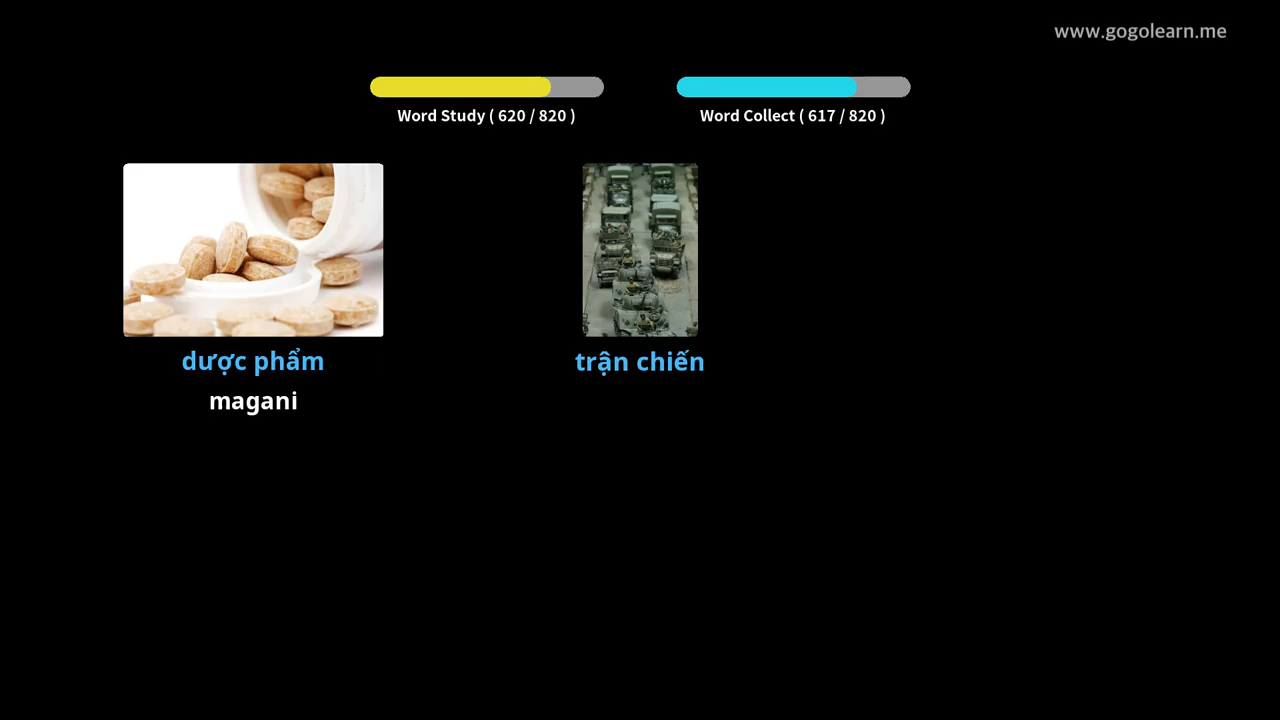 www.gogolearn.me
Word Study ( 620 / 820 )
Word Collect ( 617 / 820 )
dược phẩm
trận chiến
magani